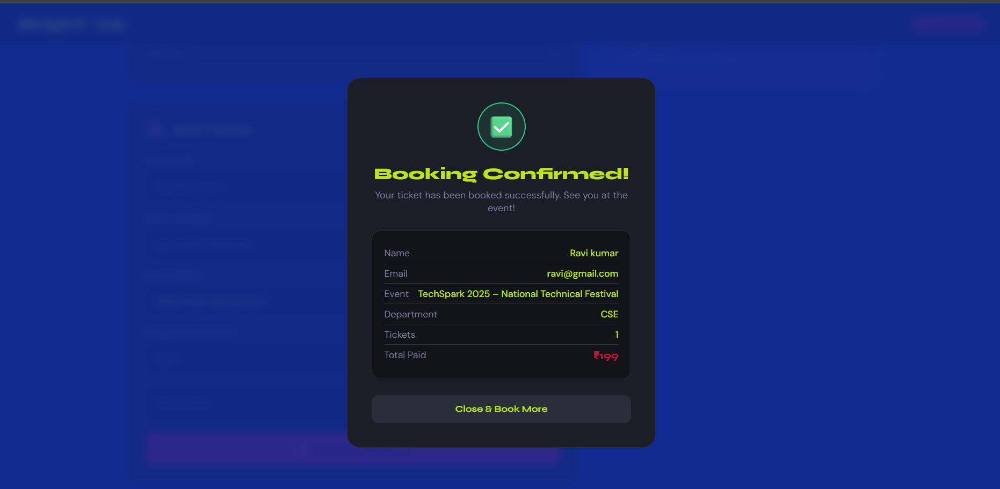 Booking Confirmed!
Your ticket has been booked successfully. See you at the
event!
Name Ravi kumar
Email ravi@gmail.com
Event TechSpark 2025 – National Technical Festival
Department CSE
Tickets 1
Total Paid ₹199
Close & Book More